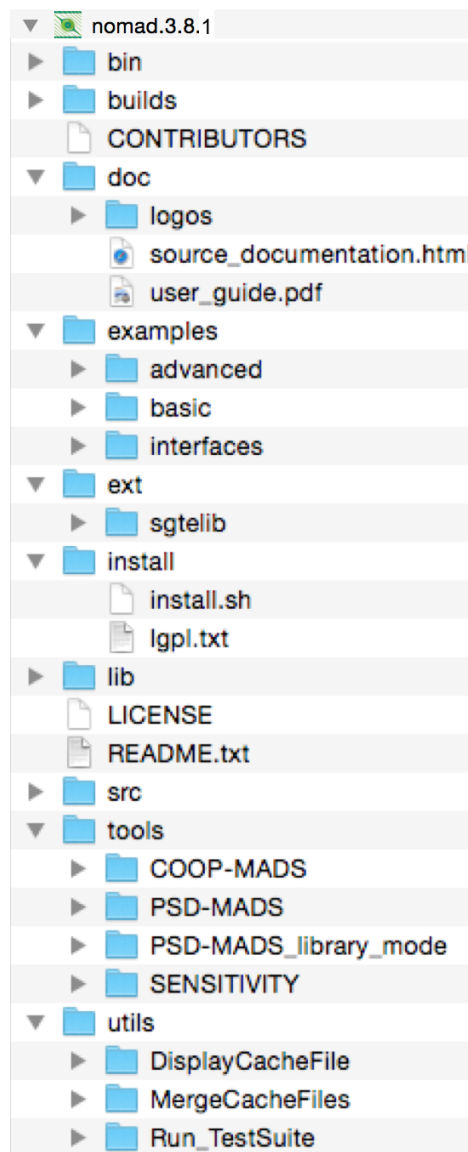 nomad.3.8.1
bin
builds
CONTRIBUTORS
doc
logos
source_documentation.html
user_guide.pdf
examples
advanced
basic
interfaces
ext
sgtelib
install
install.sh
lgpl.txt
lib
LICENSE
README.txt
src
tools
COOP-MADS
PSD-MADS
PSD-MADS_library_mode
SENSITIVITY
utils
DisplayCacheFile
MergeCacheFiles
Run_TestSuite